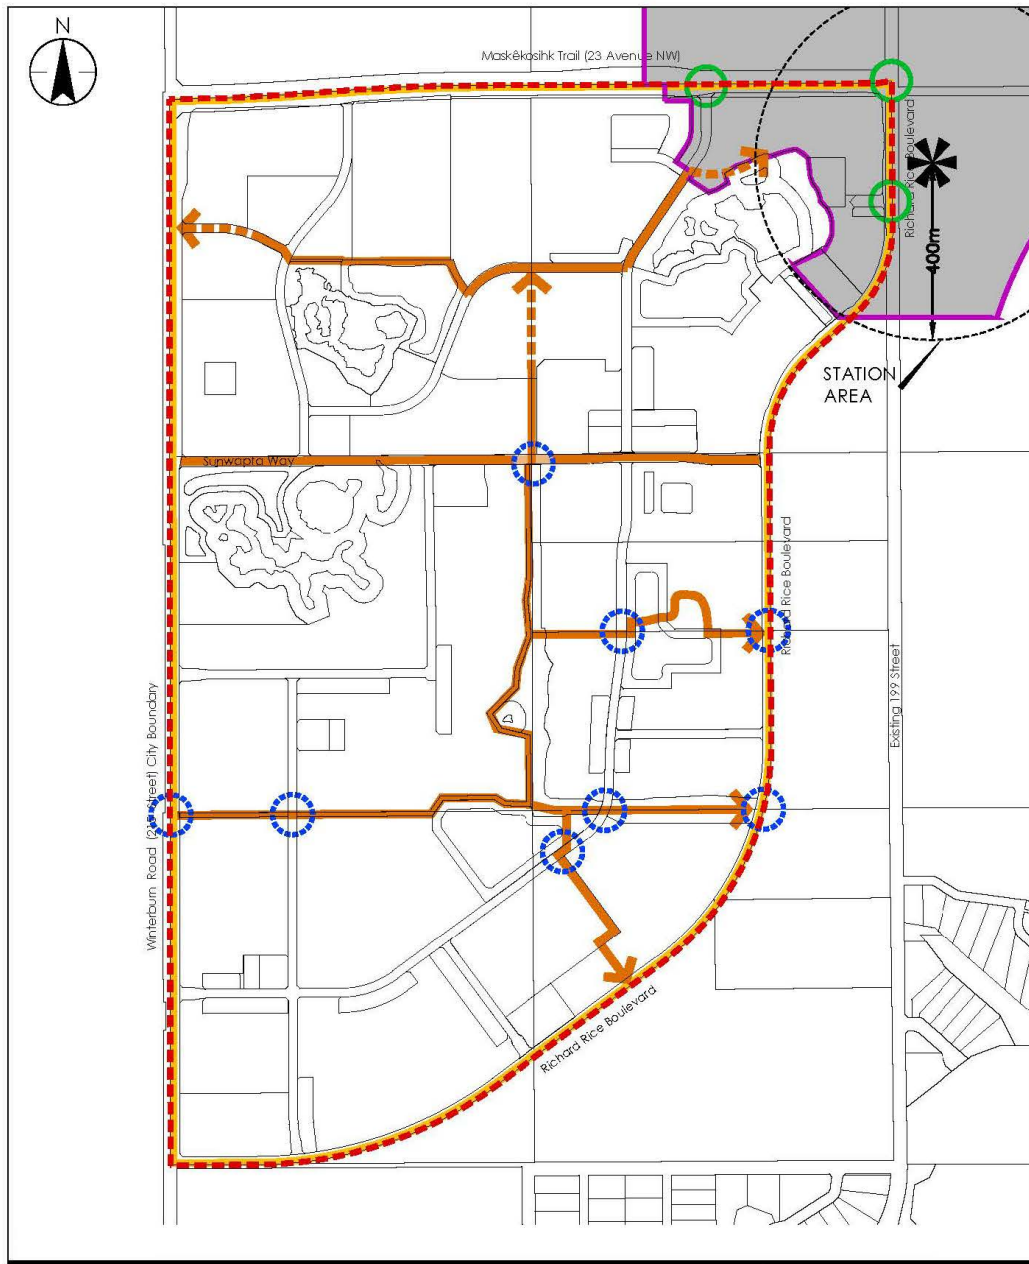 N
Maskêkosihk Trail (23 Avenue NW)
Richard Rice Boulevard
400m
STATION
AREA
Sunwapta Way
Richard Rice Boulevard
Existing 199 Street
Winterburn Road (21 Street) City Boundary
Richard Rice Boulevard